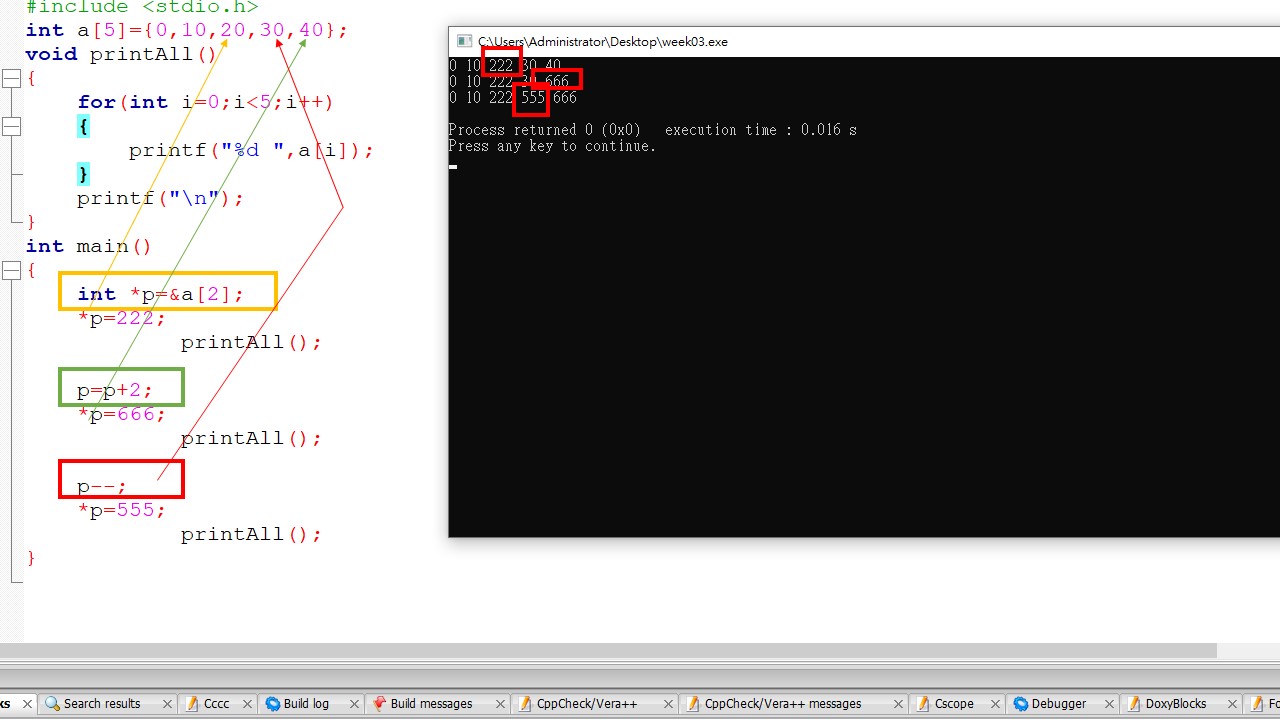 #include <stdio.h>
int a[5]={0,10,20,30,40};
void printAll()
{
for(int i=0;i<5;i++)
{
printf("%d ",a[i]);
}
printf("\n");
}
int main()
{
int *p=&a[2];
*p=222;
printAll();
p=p+2;
*p=666;
printAll();
p--;
*p=555;
printAll();
}
C:\Users\Administrator\Desktop\week03.exe
0 10 222 30 40
0 10 222 30 666
0 10 222 555 666
Process returned 0 (0x0)   execution time : 0.016 s
Press any key to continue.
Search results
Cccc
Build log
Build messages
CppCheck/Vera++
CppCheck/Vera++ messages
Cscope
Debugger
DoxyBlocks